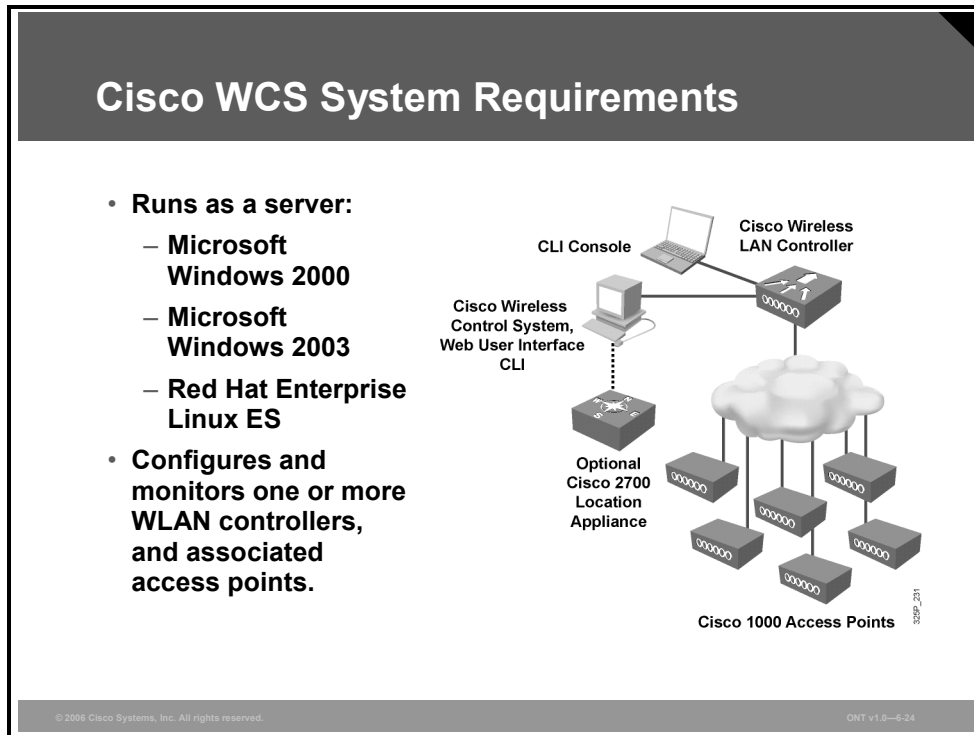 Cisco WCS System Requirements
• Runs as a server:
– Microsoft
Windows 2000
– Microsoft
Windows 2003
– Red Hat Enterprise
Linux ES
• Configures and
monitors one or more
WLAN controllers,
and associated
access points.
CLI Console
Cisco Wireless
LAN Controller
Cisco Wireless
Control System,
Web User Interface
CLI
N
W
E
S
Optional
Cisco 2700
Location
Appliance
Cisco 1000 Access Points
325P_231
© 2006 Cisco Systems, Inc. All rights reserved.
ONT v1.0—6-24